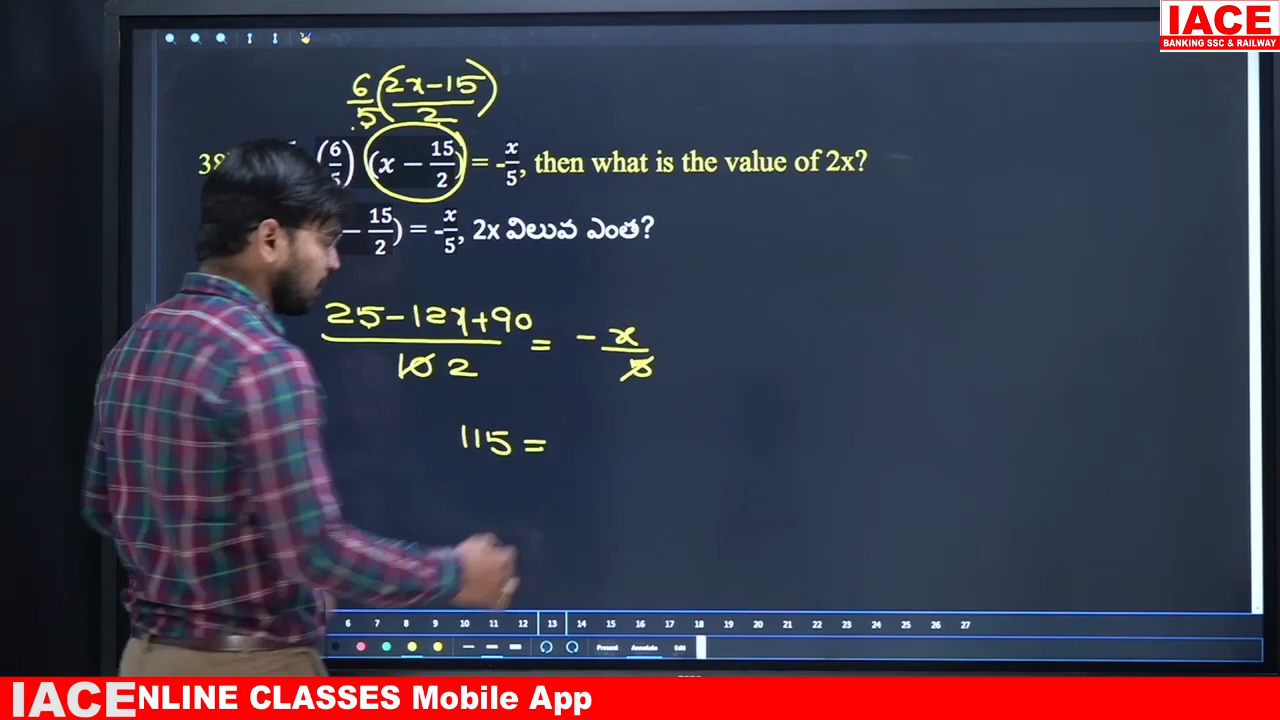 IACE
BANKING SSC & RAILWAY
6/5 (2x-15/2)
38 (6/5) (x − 15/2) = -x/5, then what is the value of 2x?
− 15/2) = -x/5, 2x విలువ ఎంత?
25-12x+90 / 10 2 = - x/5
115 =
6 7 8 9 10 11 12 13 14 15 16 17 18 19 20 21 22 23 24 25 26 27
Present Annotate Edit
IACE NLINE CLASSES Mobile App